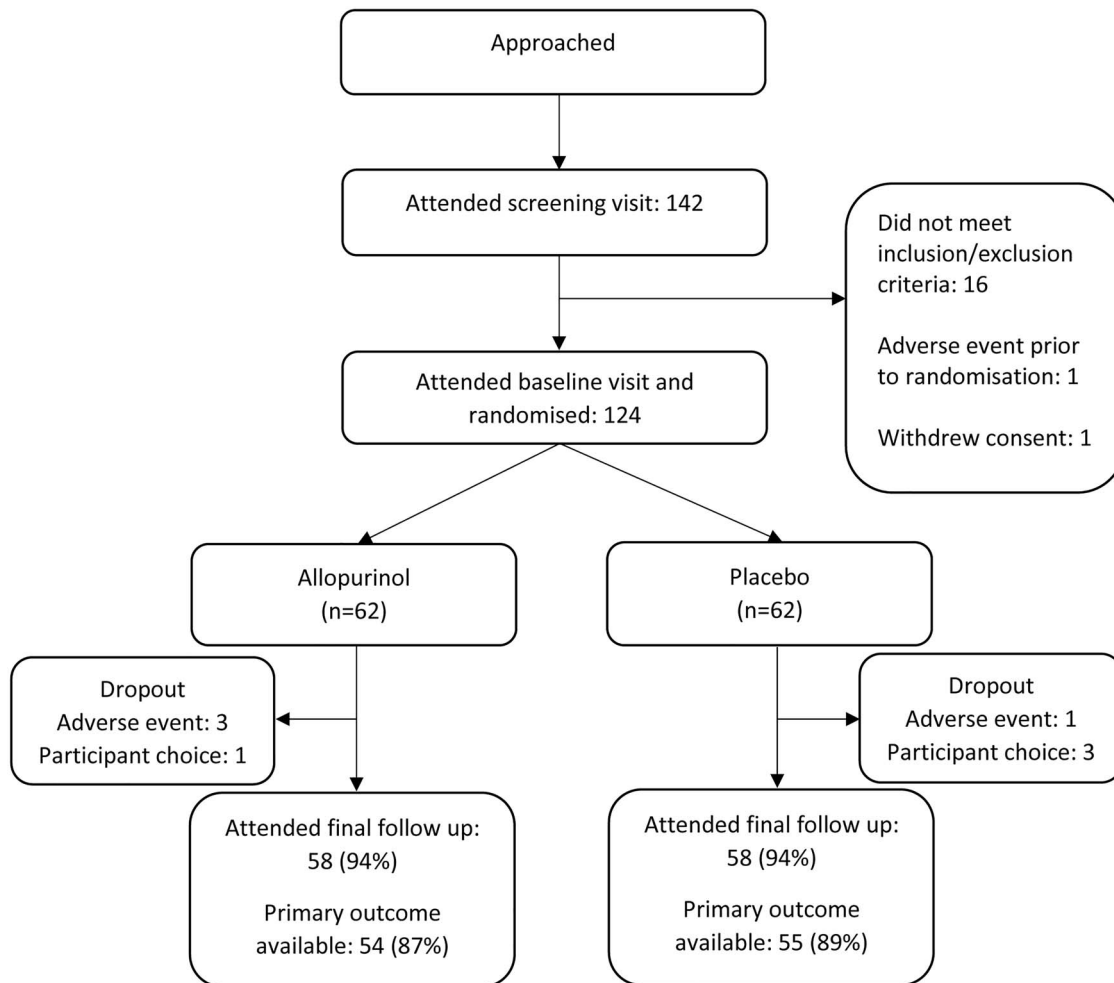 Approached
Attended screening visit: 142
Did not meet
inclusion/exclusion
criteria: 16
Adverse event prior
to randomisation: 1
Withdrew consent: 1
Attended baseline visit and
randomised: 124
Allopurinol
(n=62)
Placebo
(n=62)
Dropout
Adverse event: 3
Participant choice: 1
Dropout
Adverse event: 1
Participant choice: 3
Attended final follow up:
58 (94%)
Primary outcome
available: 54 (87%)
Attended final follow up:
58 (94%)
Primary outcome
available: 55 (89%)